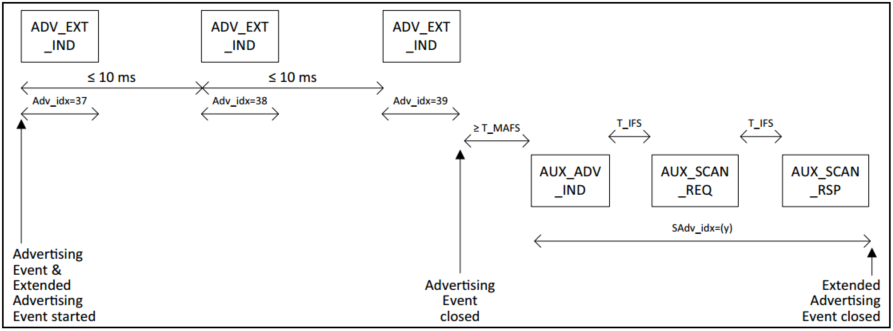 ADV_EXT
_IND
ADV_EXT
_IND
ADV_EXT
_IND
≤ 10 ms
≤ 10 ms
Adv_idx=37
Adv_idx=38
Adv_idx=39
≥ T_MAFS
T_IFS
T_IFS
AUX_ADV
_IND
AUX_SCAN
_REQ
AUX_SCAN
_RSP
SAdv_idx=(y)
Advertising
Event &
Extended
Advertising
Event started
Advertising
Event
closed
Extended
Advertising
Event closed